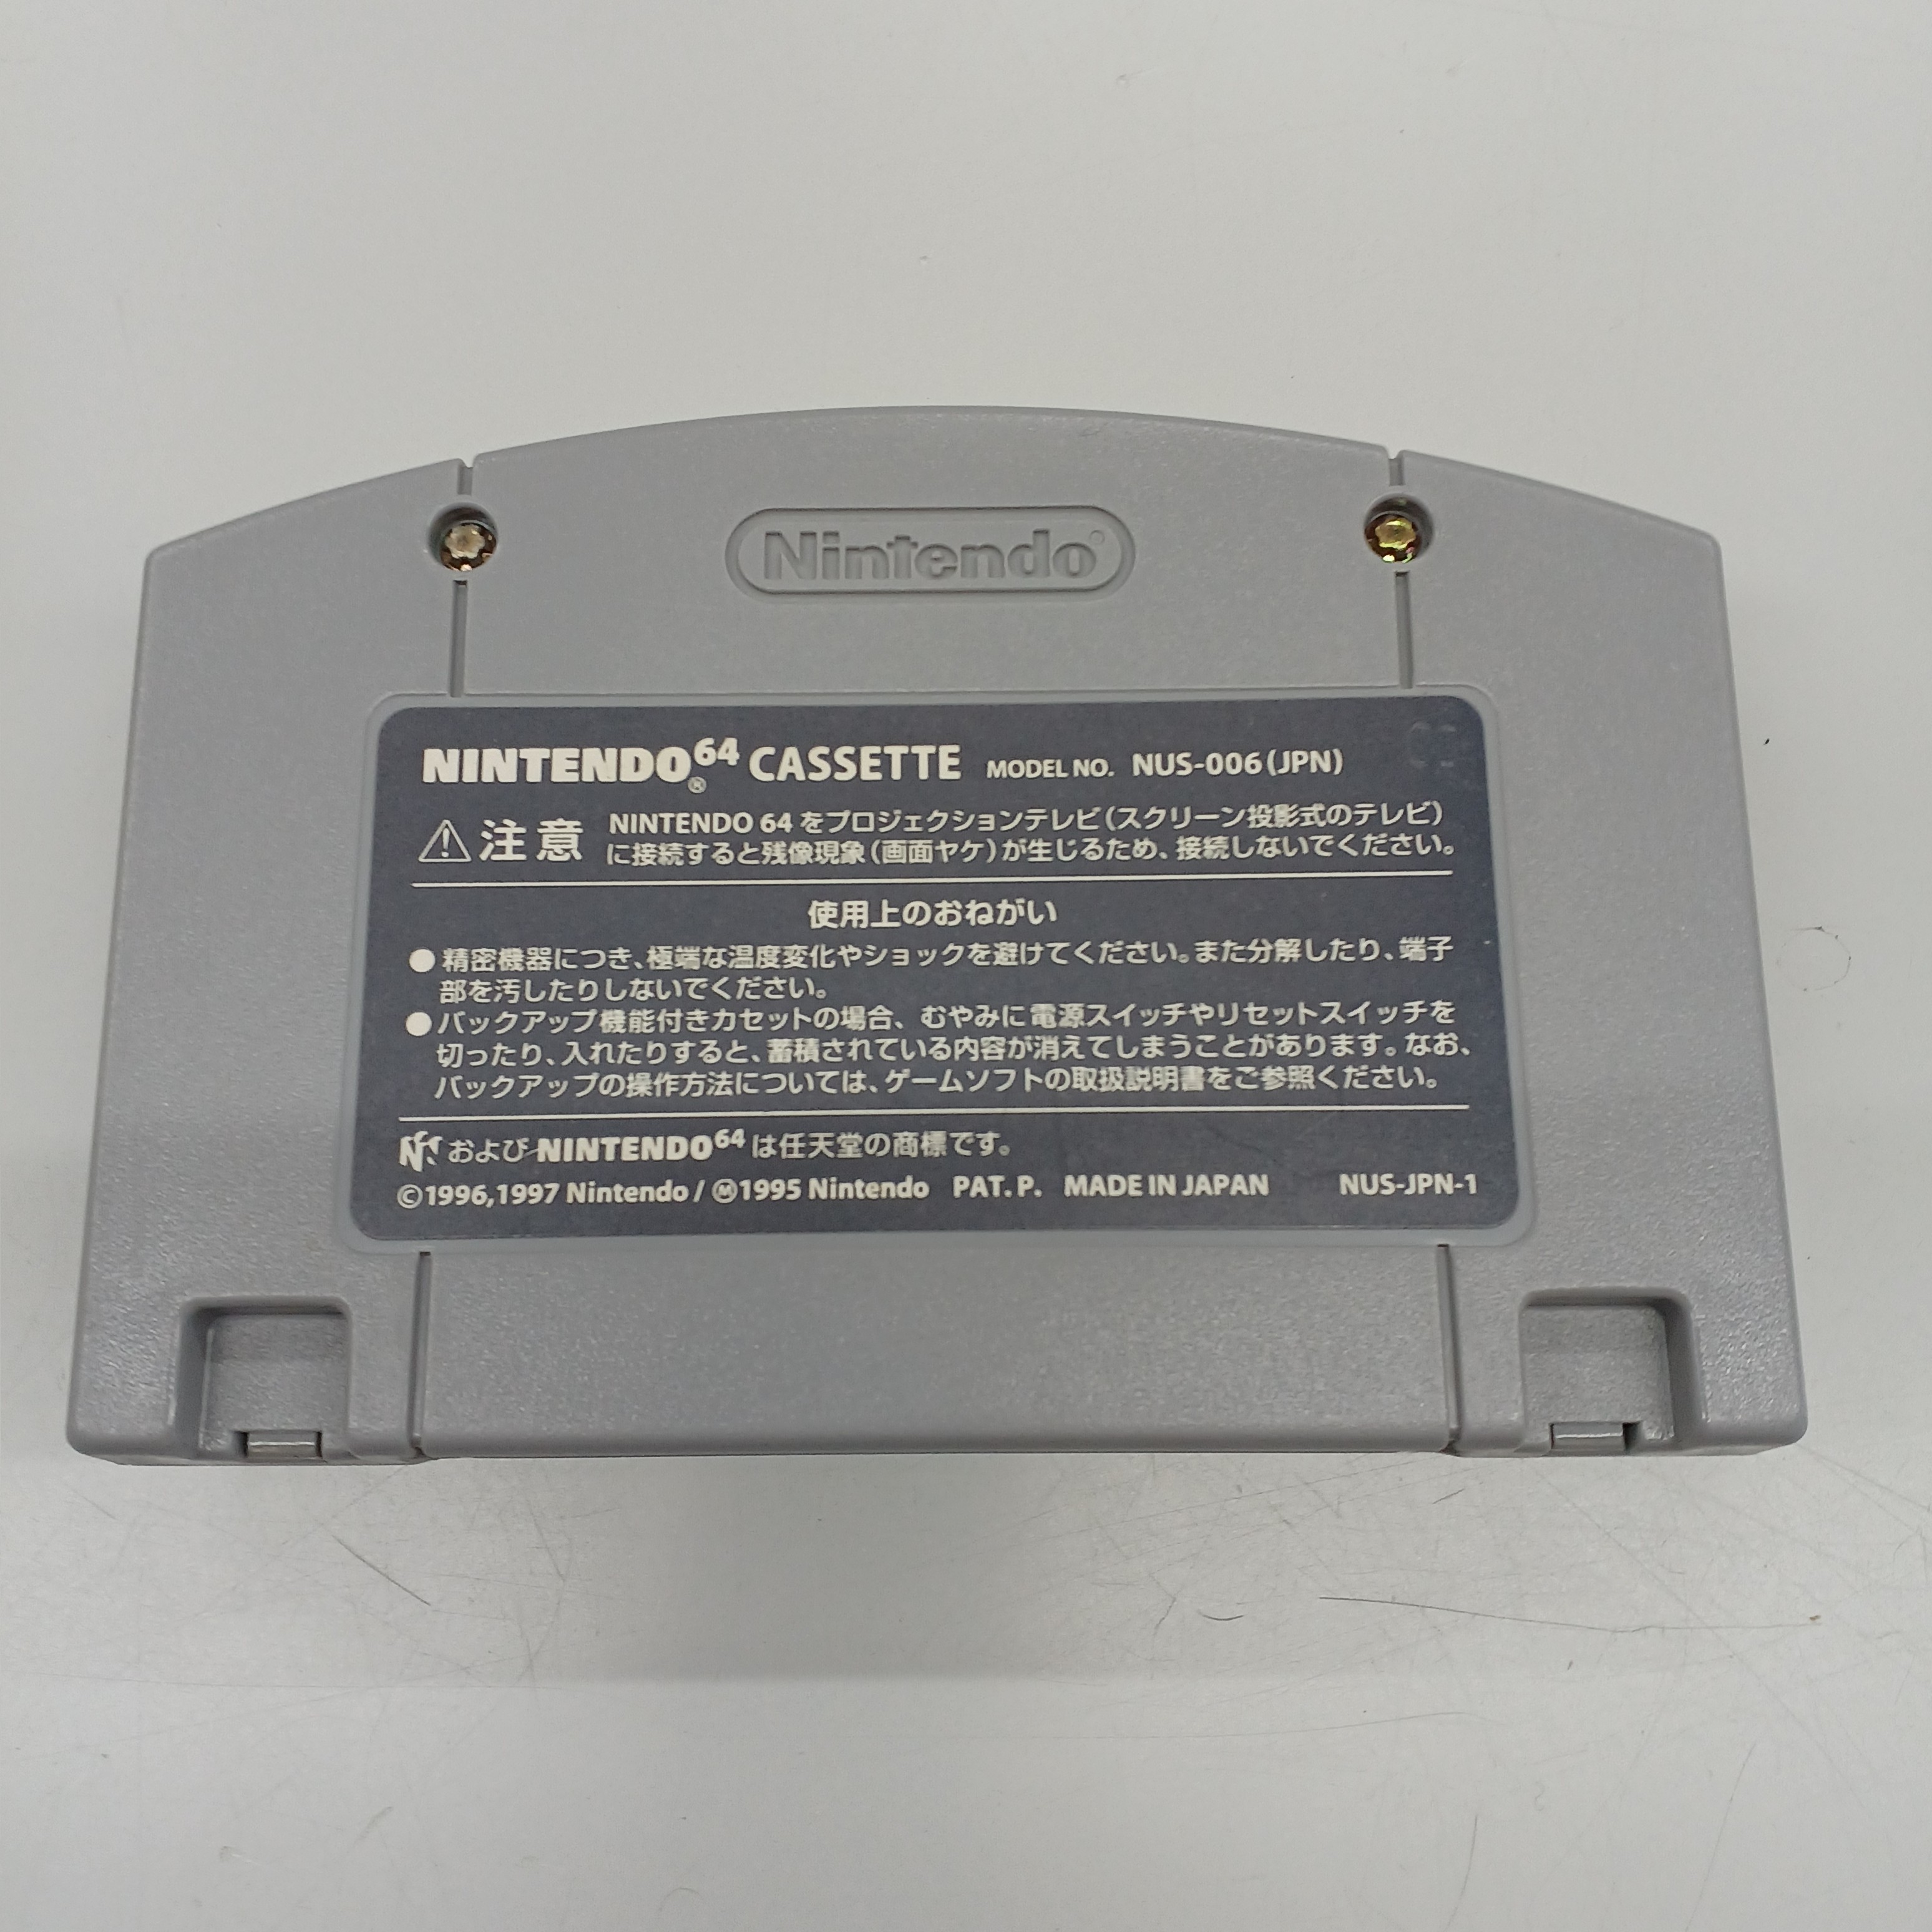 Nintendo®
NINTENDO64® CASSETTE MODEL NO. NUS-006(JPN)
⚠注意 NINTENDO 64 をプロジェクションテレビ(スクリーン投影式のテレビ)
に接続すると残像現象(画面ヤケ)が生じるため、接続しないでください。
使用上のおねがい
●精密機器につき、極端な温度変化やショックを避けてください。また分解したり、端子
部を汚したりしないでください。
●バックアップ機能付きカセットの場合、むやみに電源スイッチやリセットスイッチを
切ったり、入れたりすると、蓄積されている内容が消えてしまうことがあります。なお、
バックアップの操作方法については、ゲームソフトの取扱説明書をご参照ください。
および NINTENDO64 は任天堂の商標です。
©1996,1997 Nintendo / Ⓜ1995 Nintendo PAT. P. MADE IN JAPAN NUS-JPN-1